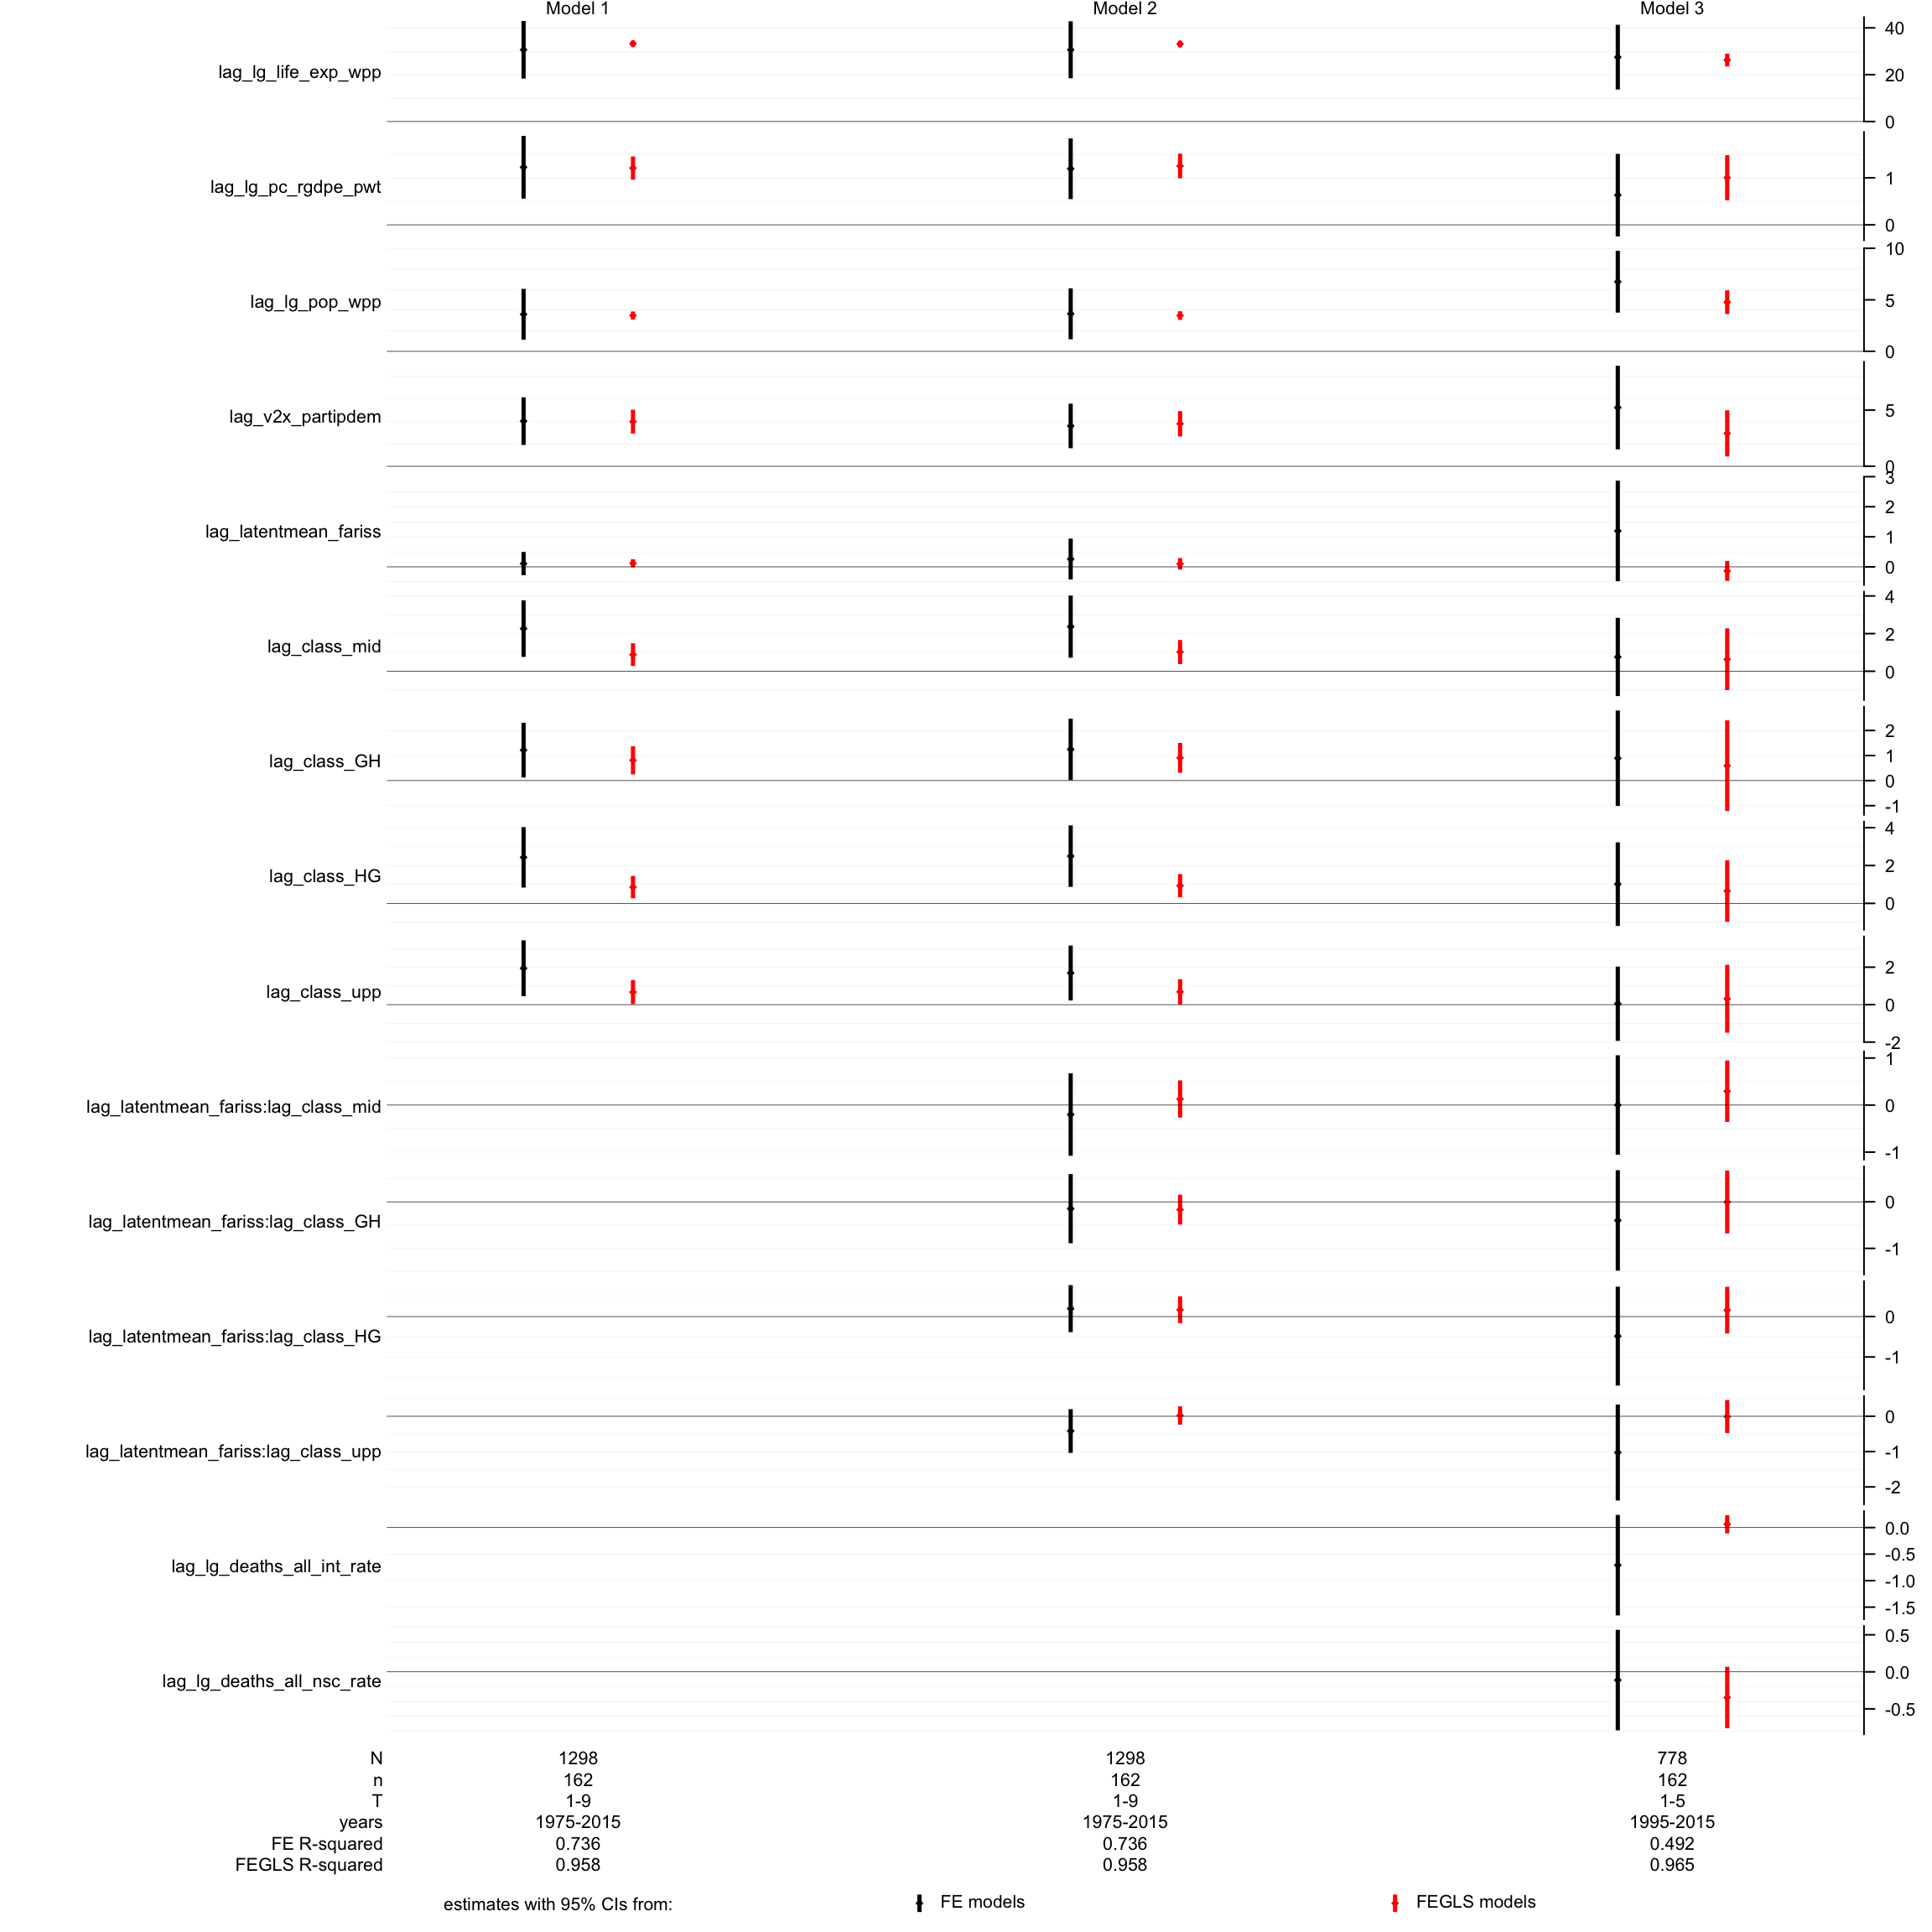 Model 1 Model 2 Model 3
lag_lg_life_exp_wpp
40
20
0
lag_lg_pc_rgdpe_pwt
1
0
lag_lg_pop_wpp
10
5
0
lag_v2x_partipdem
5
0
lag_latentmean_fariss
3
2
1
0
lag_class_mid
4
2
0
lag_class_GH
2
1
0
-1
lag_class_HG
4
2
0
lag_class_upp
2
0
-2
lag_latentmean_fariss:lag_class_mid
1
0
-1
lag_latentmean_fariss:lag_class_GH
0
-1
lag_latentmean_fariss:lag_class_HG
0
-1
lag_latentmean_fariss:lag_class_upp
0
-1
-2
lag_lg_deaths_all_int_rate
0.0
-0.5
-1.0
-1.5
lag_lg_deaths_all_nsc_rate
0.5
0.0
-0.5
N 1298 1298 778
n 162 162 162
T 1-9 1-9 1-5
years 1975-2015 1975-2015 1995-2015
FE R-squared 0.736 0.736 0.492
FEGLS R-squared 0.958 0.958 0.965
estimates with 95% CIs from: FE models FEGLS models